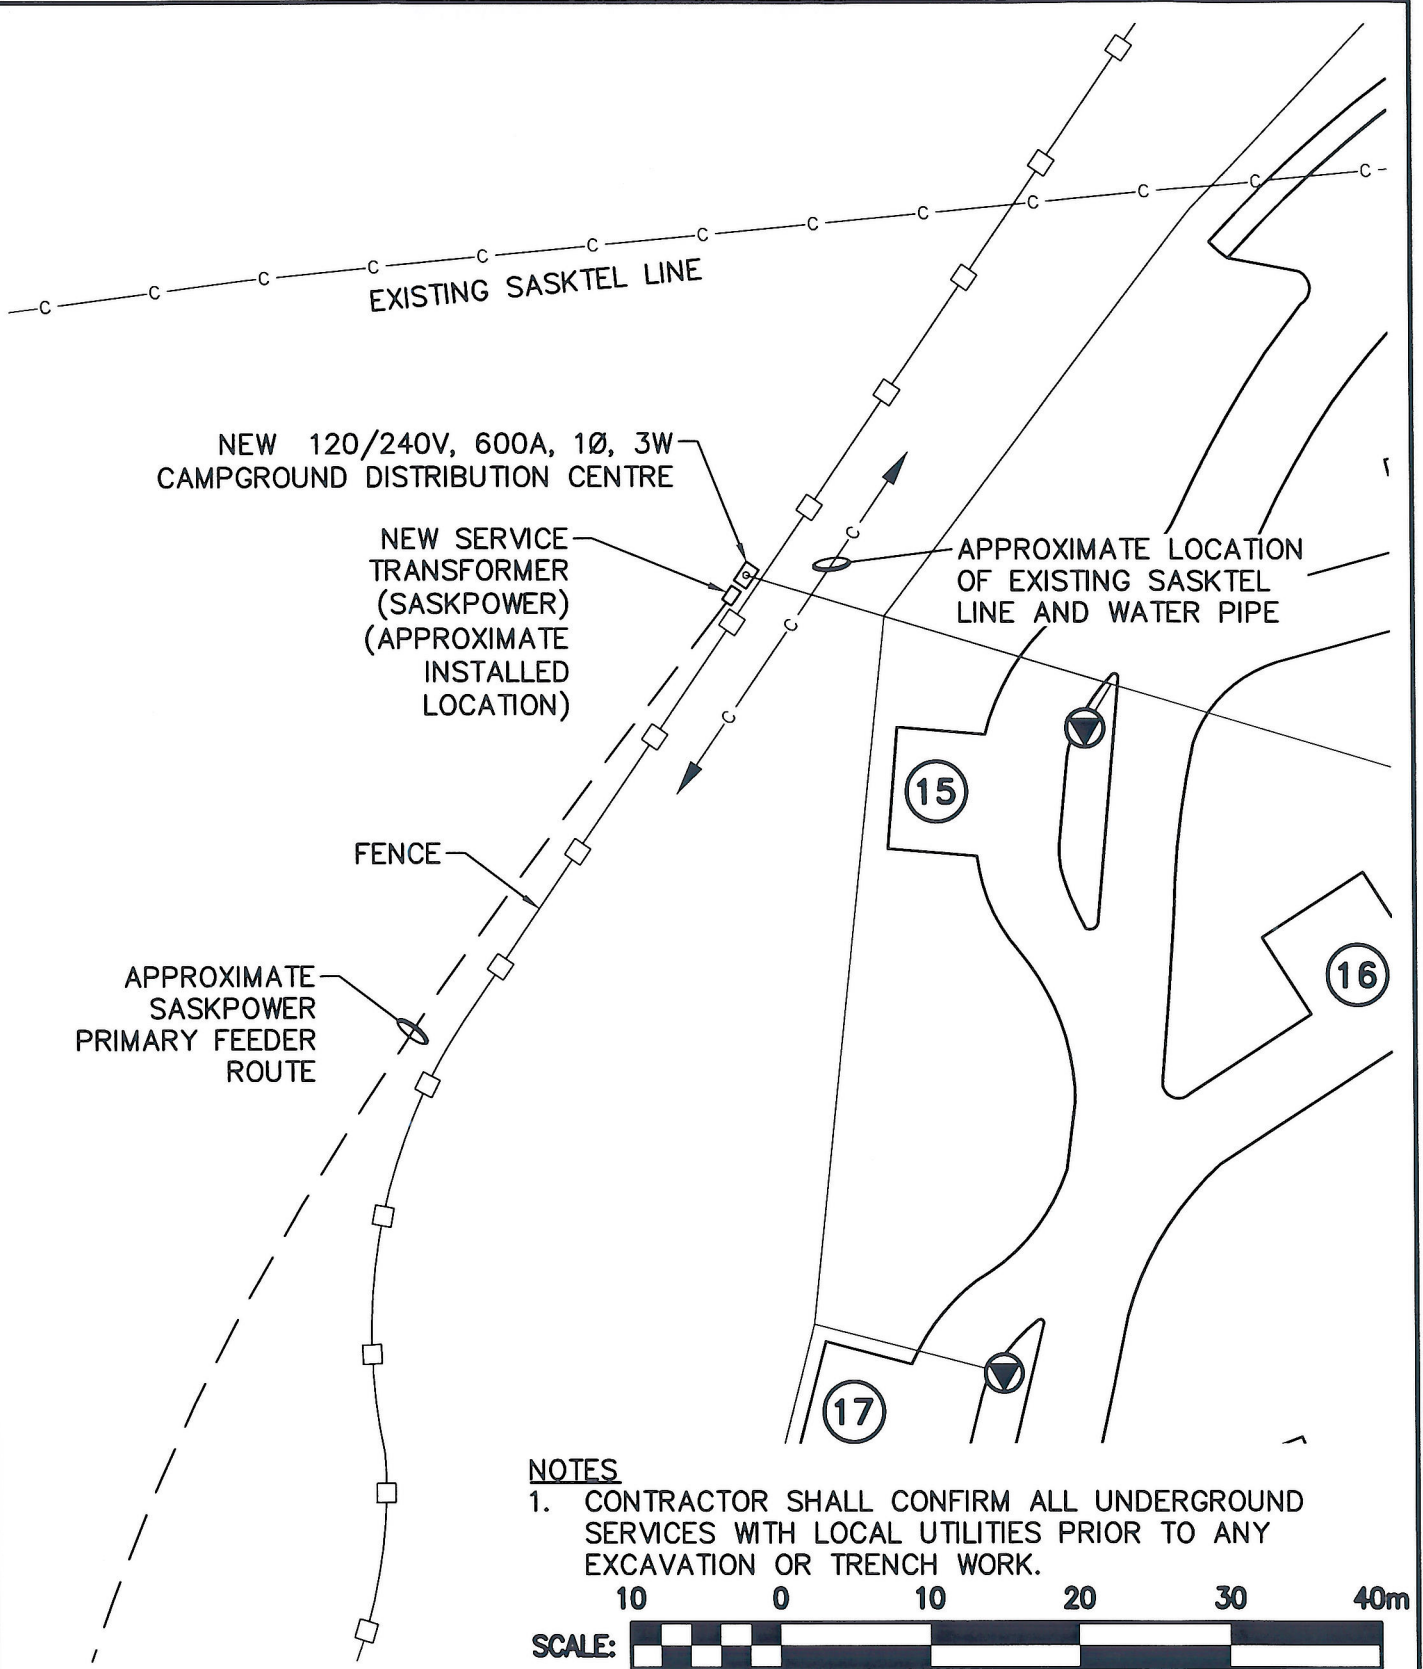 C C C C C C C C C C C C C
EXISTING SASKTEL LINE
NEW 120/240V, 600A, 1Ø, 3W
CAMPGROUND DISTRIBUTION CENTRE
NEW SERVICE
TRANSFORMER
(SASKPOWER)
(APPROXIMATE
INSTALLED
LOCATION)
C
C
C
APPROXIMATE LOCATION
OF EXISTING SASKTEL
LINE AND WATER PIPE
15
FENCE
16
APPROXIMATE
SASKPOWER
PRIMARY FEEDER
ROUTE
17
NOTES
1. CONTRACTOR SHALL CONFIRM ALL UNDERGROUND
SERVICES WITH LOCAL UTILITIES PRIOR TO ANY
EXCAVATION OR TRENCH WORK.
10 0 10 20 30 40m
SCALE: